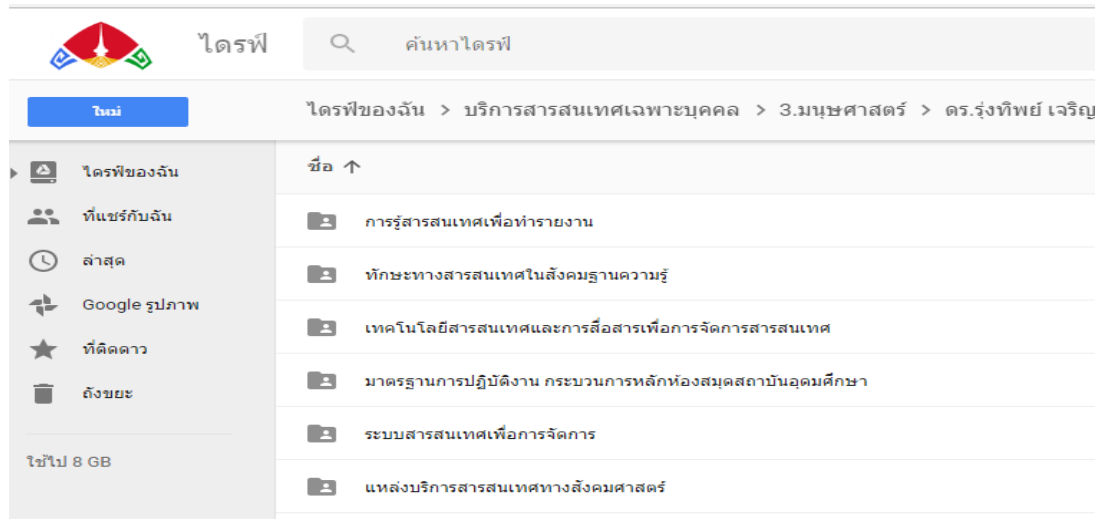 ไดรฟ์
ค้นหาไดรฟ์
ใหม่
ไดรฟ์ของฉัน > บริการสารสนเทศเฉพาะบุคคล > 3.มนุษศาสตร์ > ดร.รุ่งทิพย์ เจริญ
ไดรฟ์ของฉัน
ที่แชร์กับฉัน
ล่าสุด
Google รูปภาพ
ที่ติดดาว
ถังขยะ
ใช้ไป 8 GB
ชื่อ ↑
การรู้สารสนเทศเพื่อทำรายงาน
ทักษะทางสารสนเทศในสังคมฐานความรู้
เทคโนโลยีสารสนเทศและการสื่อสารเพื่อการจัดการสารสนเทศ
มาตรฐานการปฏิบัติงาน กระบวนการหลักห้องสมุดสถาบันอุดมศึกษา
ระบบสารสนเทศเพื่อการจัดการ
แหล่งบริการสารสนเทศทางสังคมศาสตร์